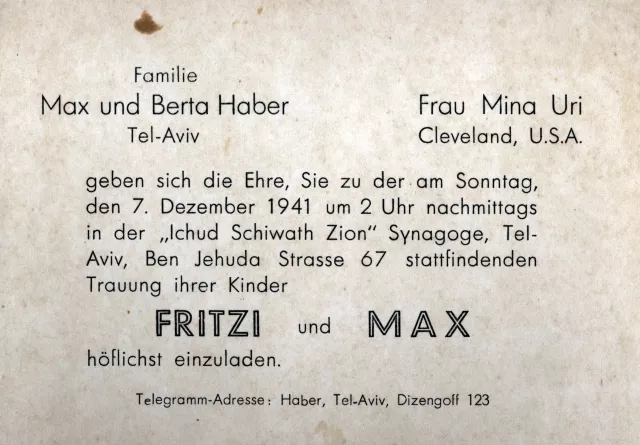 Familie
Max und Berta Haber
Tel-Aviv
Frau Mina Uri
Cleveland, U.S.A.
geben sich die Ehre, Sie zu der am Sonntag,
den 7. Dezember 1941 um 2 Uhr nachmittags
in der „Ichud Schiwath Zion" Synagoge, Tel-
Aviv, Ben Jehuda Strasse 67 stattfindenden
Trauung ihrer Kinder
FRITZI und MAX
höflichst einzuladen.
Telegramm-Adresse: Haber, Tel-Aviv, Dizengoff 123